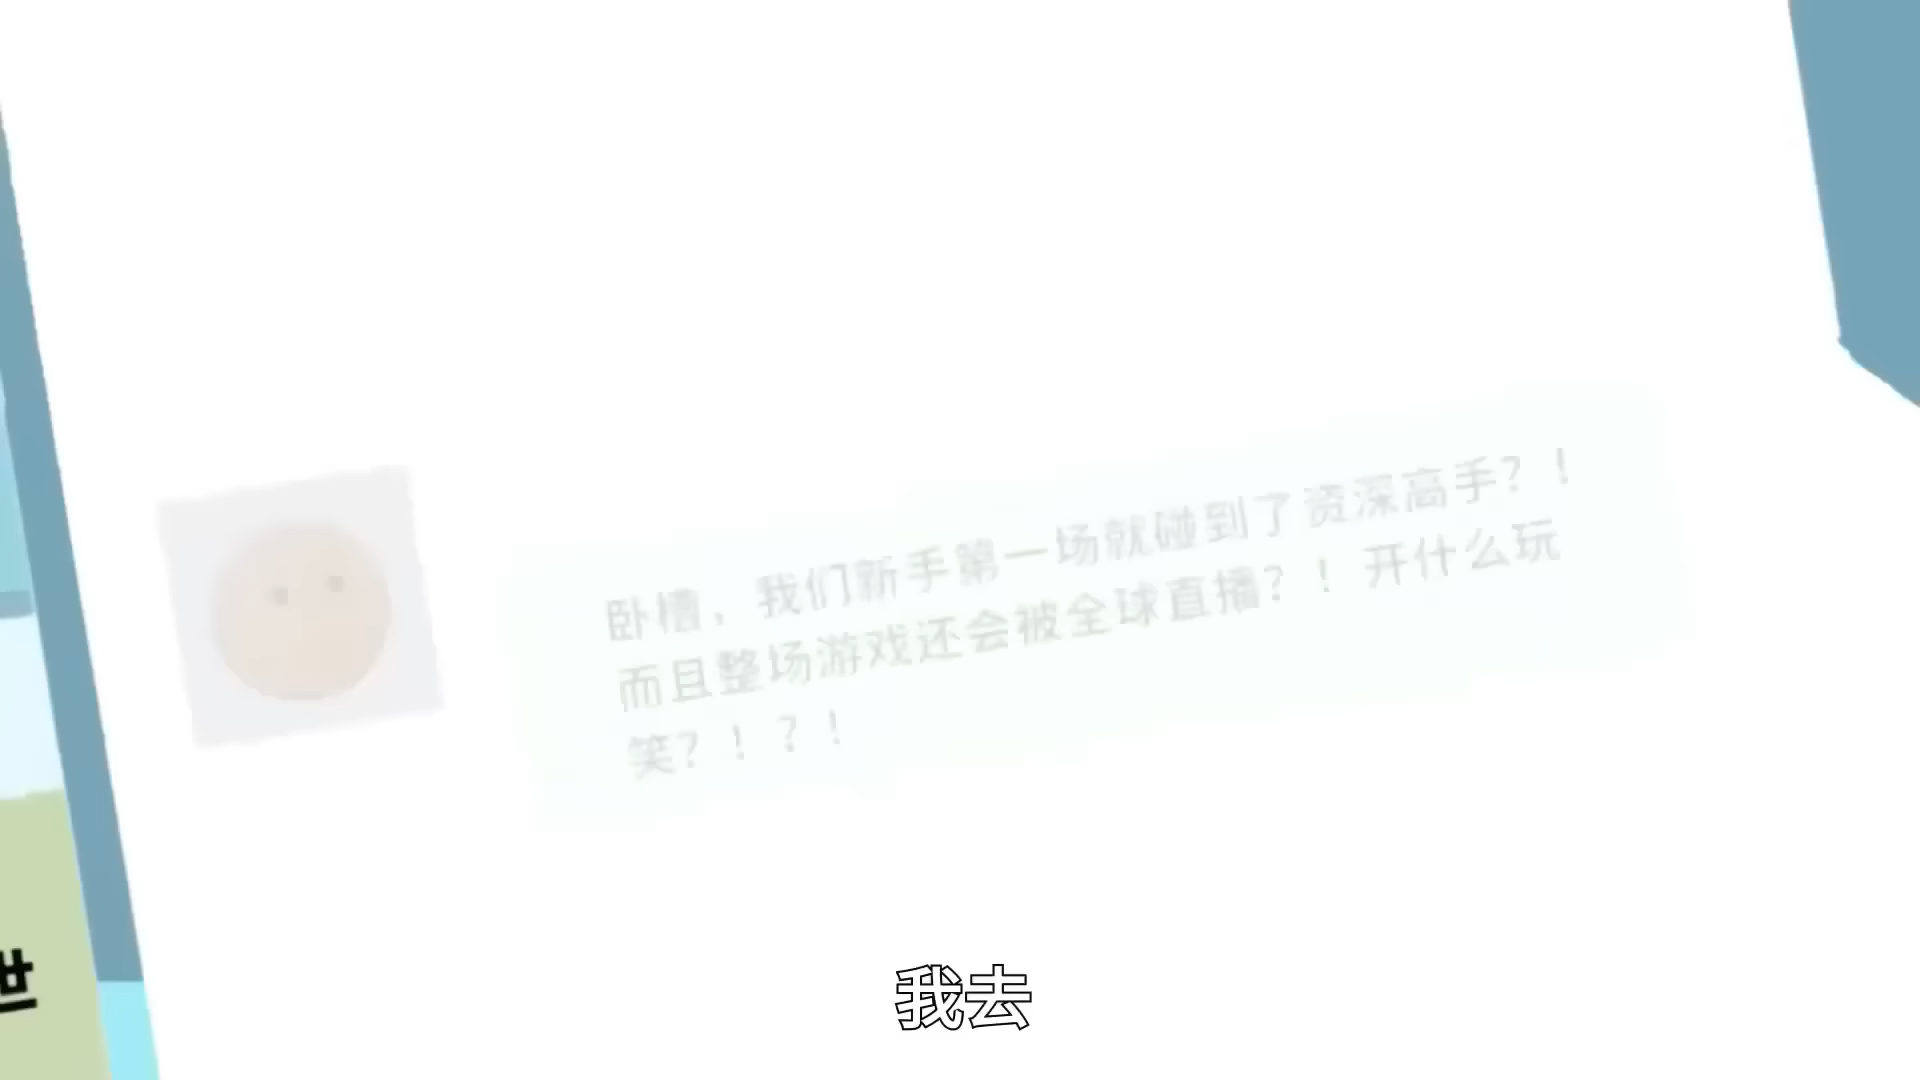 卧槽，我们新手第一场就碰到了资深高手？！
而且整场游戏还会被全球直播？！开什么玩
笑？！？！
我去